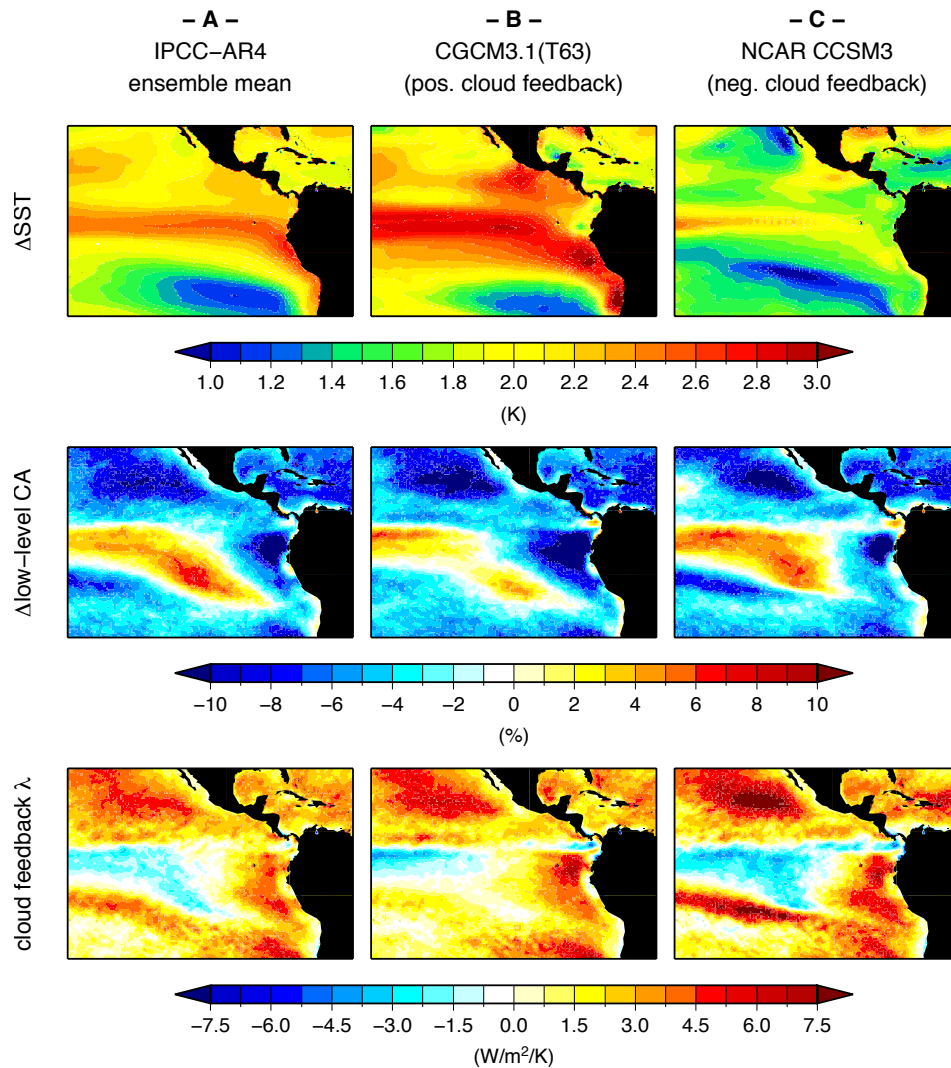 – A –
IPCC–AR4
ensemble mean
– B –
CGCM3.1(T63)
(pos. cloud feedback)
– C –
NCAR CCSM3
(neg. cloud feedback)
ΔSST
1.0 1.2 1.4 1.6 1.8 2.0 2.2 2.4 2.6 2.8 3.0
(K)
Δlow–level CA
−10 −8 −6 −4 −2 0 2 4 6 8 10
(%)
cloud feedback λ
−7.5 −6.0 −4.5 −3.0 −1.5 0.0 1.5 3.0 4.5 6.0 7.5
(W/m²/K)